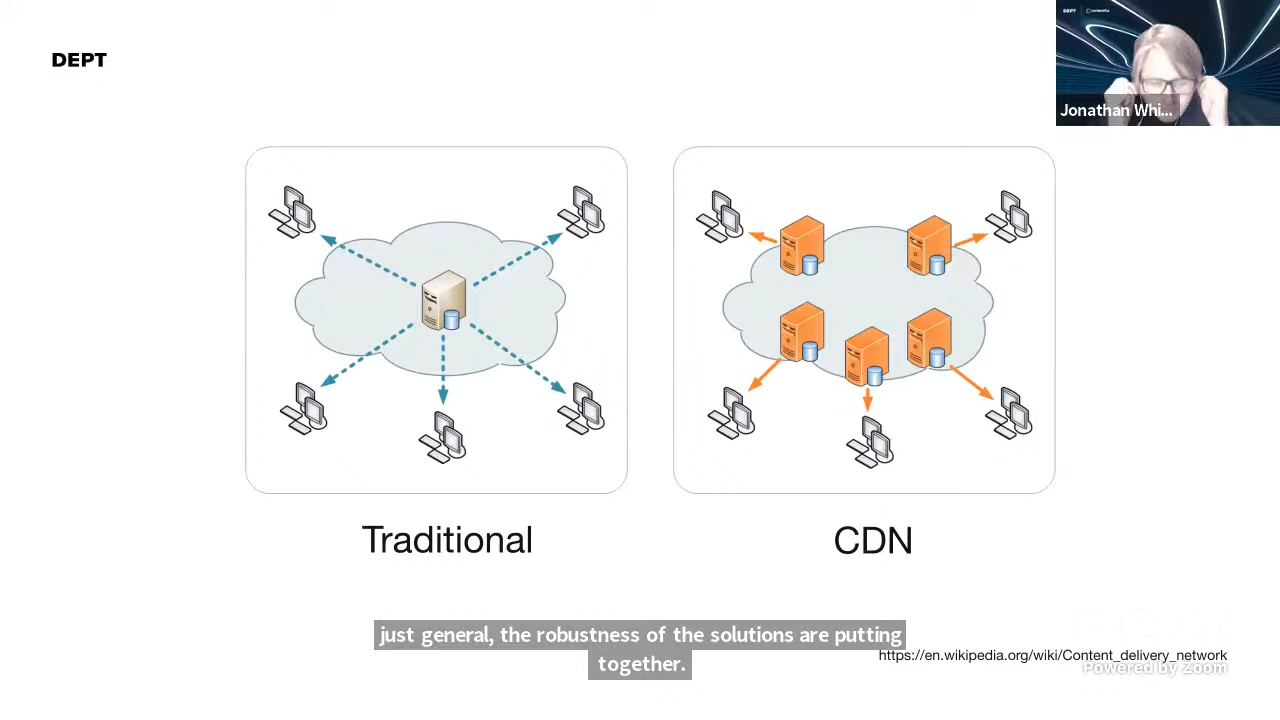 DEPT
DEPT
Jonathan Whi...
Traditional
CDN
just general, the robustness of the solutions are putting
together.
https://en.wikipedia.org/wiki/Content_delivery_network
Powered by Zoom